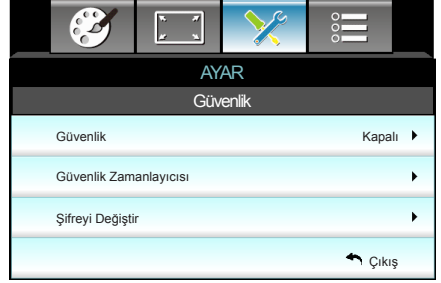 AYAR
Güvenlik
Güvenlik Kapalı
Güvenlik Zamanlayıcısı
Şifreyi Değiştir
Çıkış